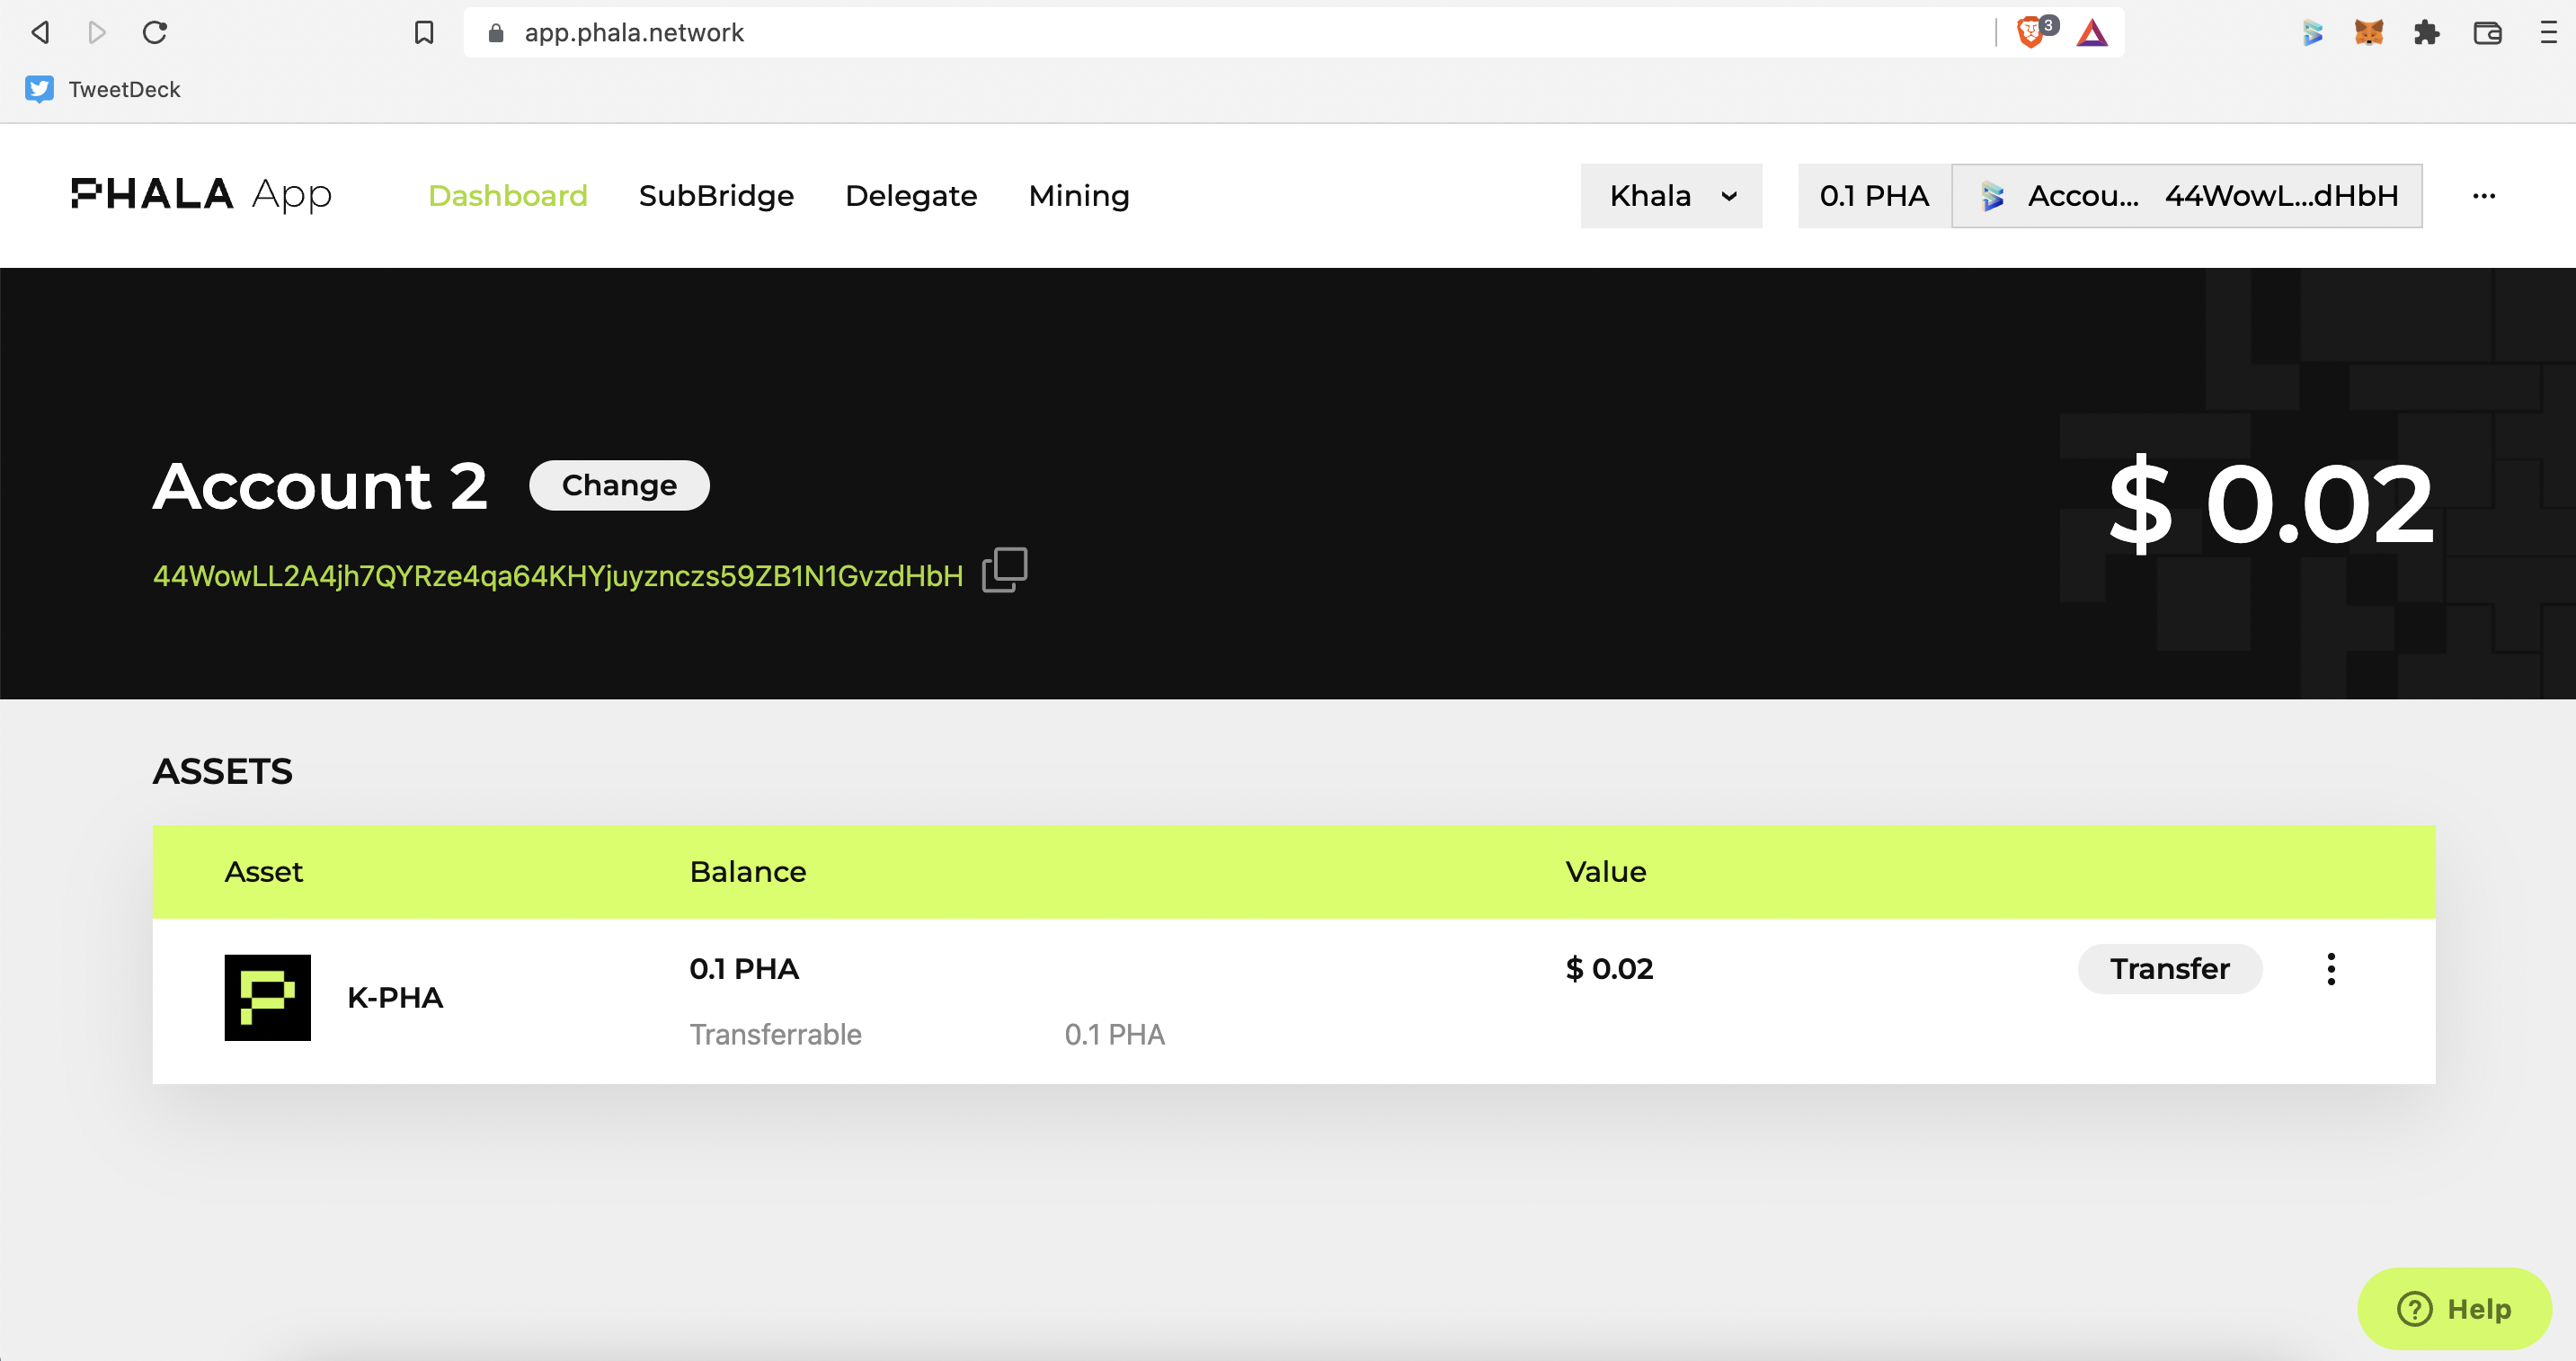 app.phala.network
3
TweetDeck
PHALA App Dashboard SubBridge Delegate Mining Khala 0.1 PHA Accou... 44WowL...dHbH
Account 2 Change
$ 0.02
44WowLL2A4jh7QYRze4qa64KHYjuyznczs59ZB1N1GvzdHbH
ASSETS
Asset Balance Value
K-PHA 0.1 PHA $ 0.02 Transfer
Transferrable 0.1 PHA
Help